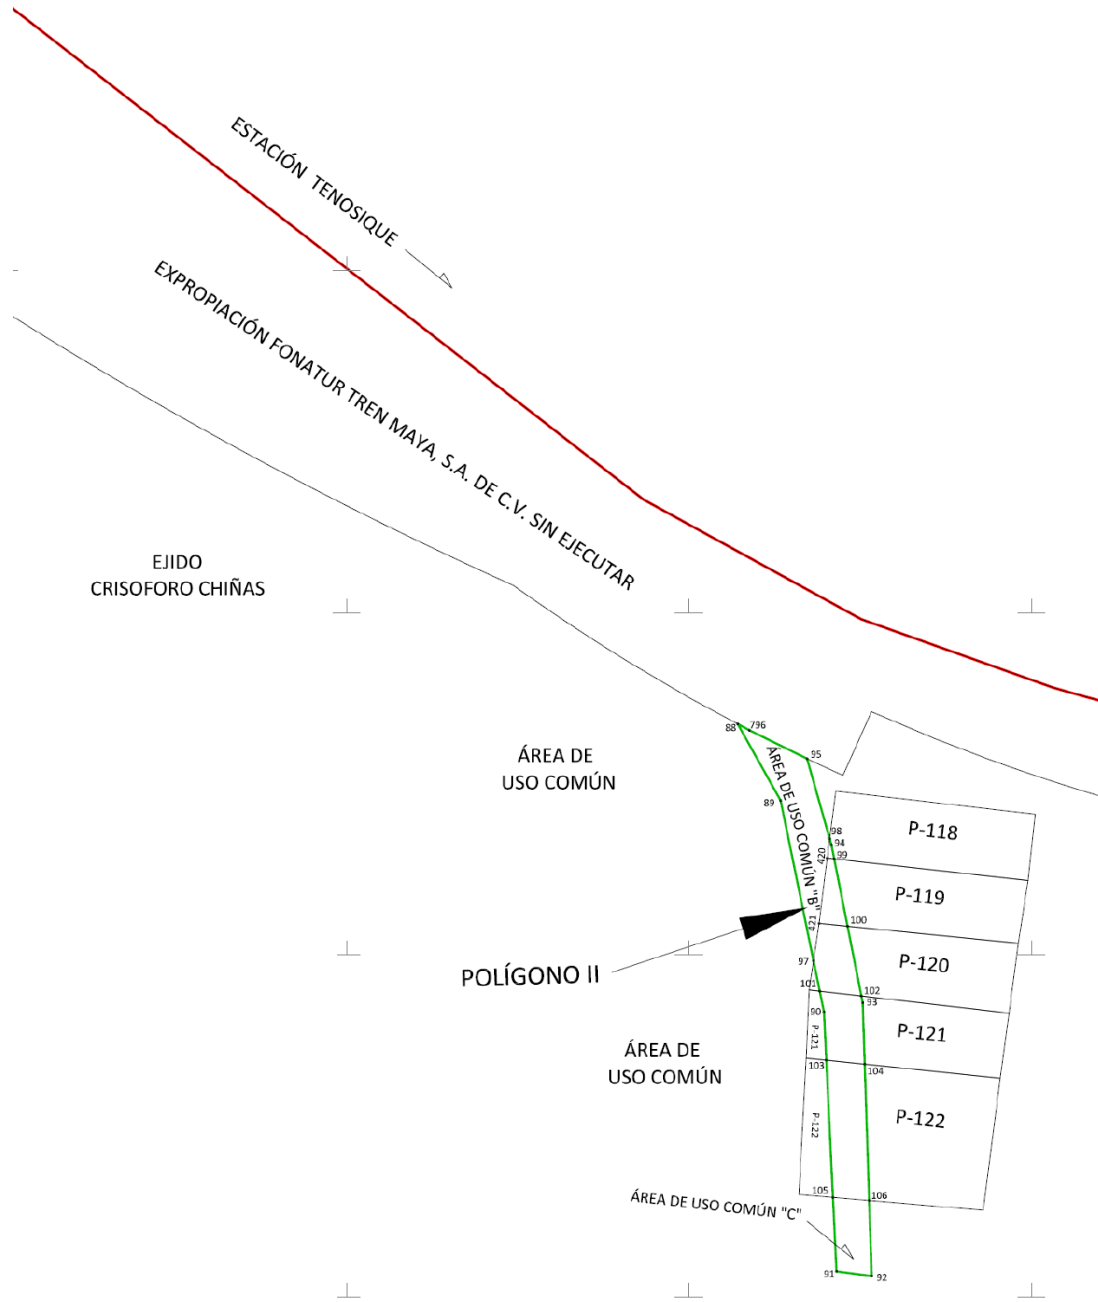 ESTACIÓN TENOSIQUE
EXPROPIACIÓN FONATUR TREN MAYA, S.A. DE C.V. SIN EJECUTAR
EJIDO
CRISOFORO CHIÑAS
88
796
95
ÁREA DE
USO COMÚN
ÁREA DE USO COMÚN "B"
89
98
94
99
420
P-118
P-119
421
100
P-120
POLÍGONO II
97
101
102
93
90
P-121
P-121
ÁREA DE
USO COMÚN
103
104
P-122
P-122
105
106
ÁREA DE USO COMÚN "C"
91
92